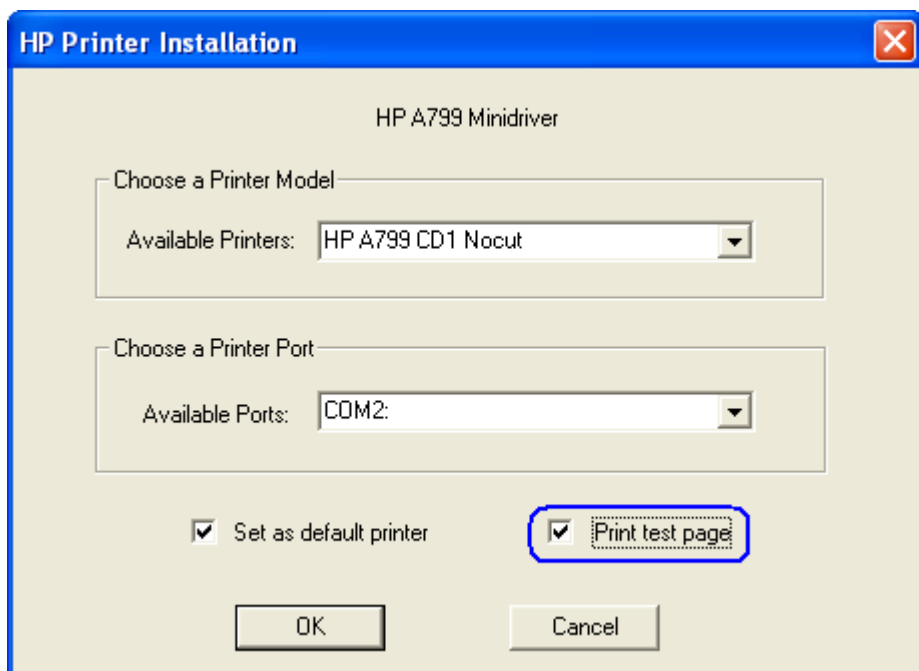 HP Printer Installation
HP A799 Minidriver
Choose a Printer Model
Available Printers: HP A799 CD1 Nocut
Choose a Printer Port
Available Ports: COM2:
Set as default printer Print test page
OK Cancel